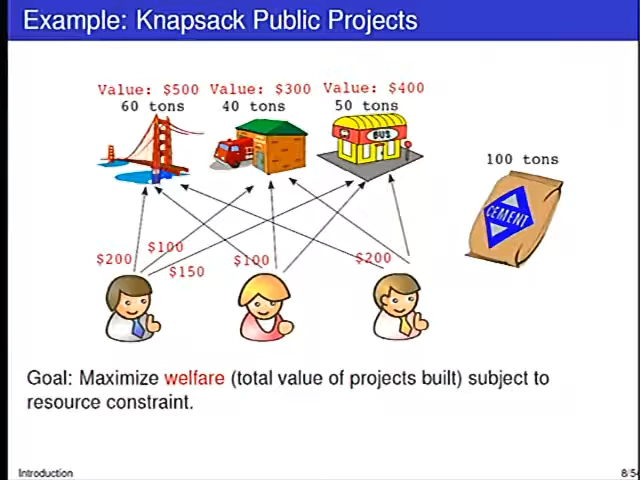 Example: Knapsack Public Projects
Value: $500 Value: $300 Value: $400
60 tons 40 tons 50 tons
BUS
100 tons
CEMENT
$100
$200 $100 $200
$150
Goal: Maximize welfare (total value of projects built) subject to
resource constraint.
Introduction 8/54